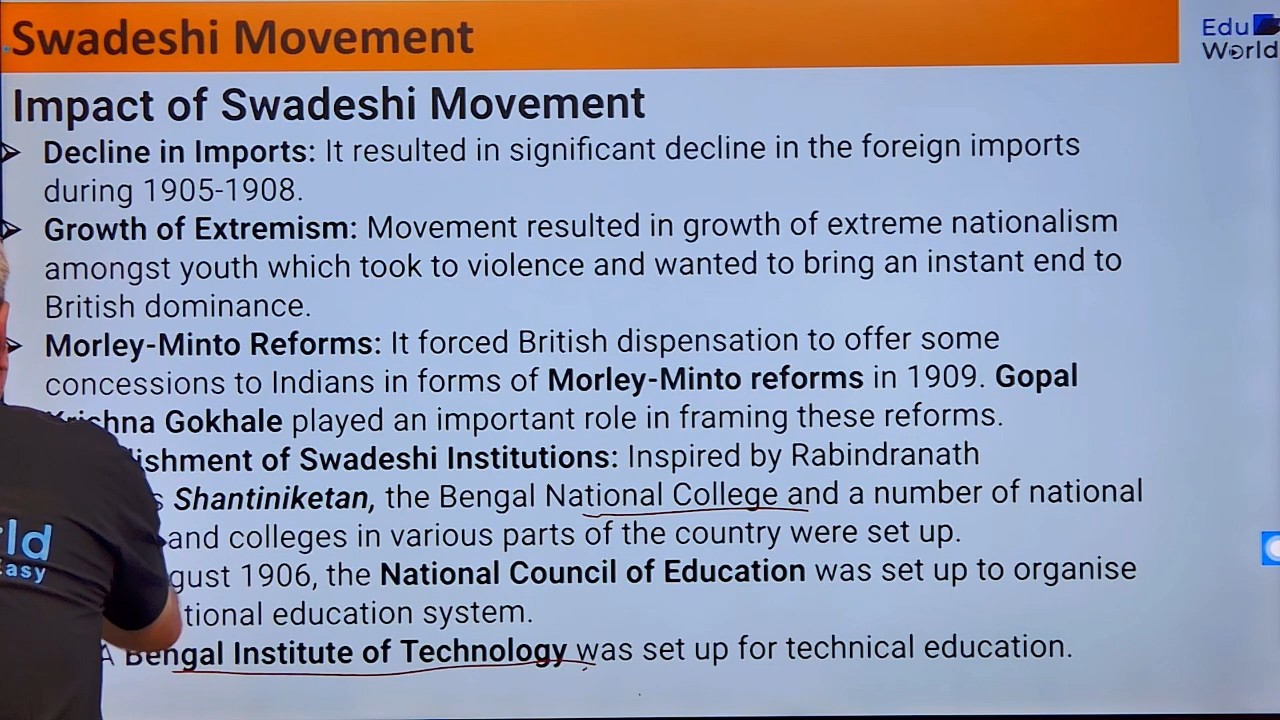 Swadeshi Movement
Edu
World
Impact of Swadeshi Movement
Decline in Imports: It resulted in significant decline in the foreign imports
during 1905-1908.
Growth of Extremism: Movement resulted in growth of extreme nationalism
amongst youth which took to violence and wanted to bring an instant end to
British dominance.
Morley-Minto Reforms: It forced British dispensation to offer some
concessions to Indians in forms of Morley-Minto reforms in 1909. Gopal
Krishna Gokhale played an important role in framing these reforms.
ishment of Swadeshi Institutions: Inspired by Rabindranath
s Shantiniketan, the Bengal National College and a number of national
and colleges in various parts of the country were set up.
gust 1906, the National Council of Education was set up to organise
tional education system.
A Bengal Institute of Technology was set up for technical education.
ld
asy